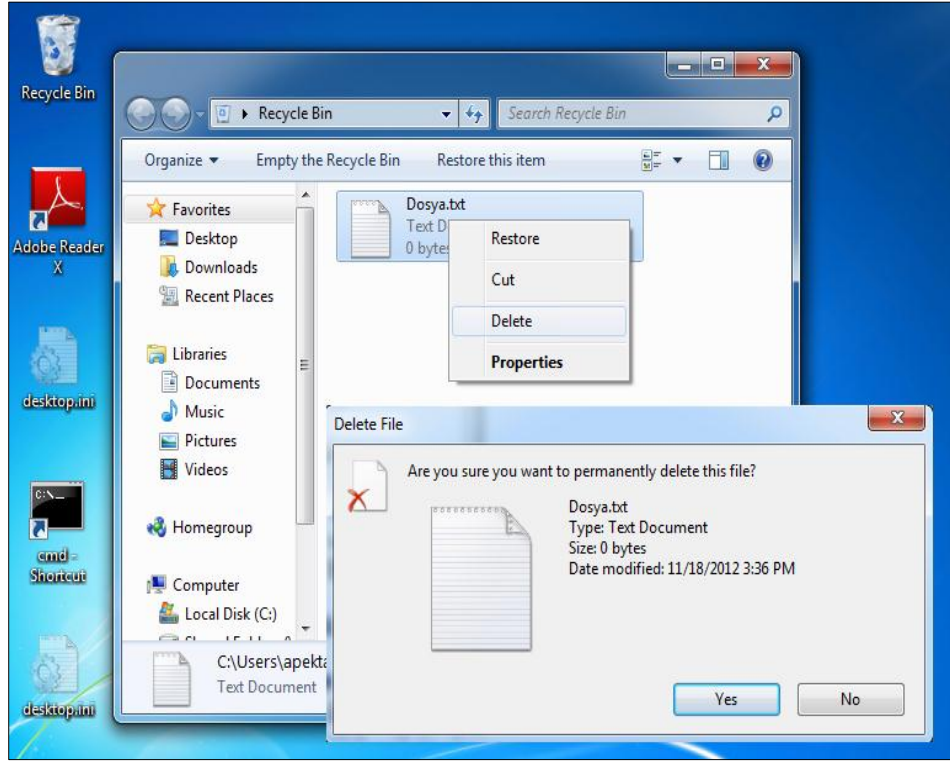 Recycle Bin
Adobe Reader
X
desktop.ini
C:\_
cmd -
Shortcut
desktop.ini
X
Recycle Bin
Search Recycle Bin
Organize
Empty the Recycle Bin
Restore this item
Favorites
Desktop
Downloads
Recent Places
Libraries
Documents
Music
Pictures
Videos
Homegroup
Computer
Local Disk (C:)
Dosya.txt
Text D
0 bytes
Restore
Cut
Delete
Properties
C:\Users\apekta
Text Document
Delete File
X
Are you sure you want to permanently delete this file?
Dosya.txt
Type: Text Document
Size: 0 bytes
Date modified: 11/18/2012 3:36 PM
Yes
No